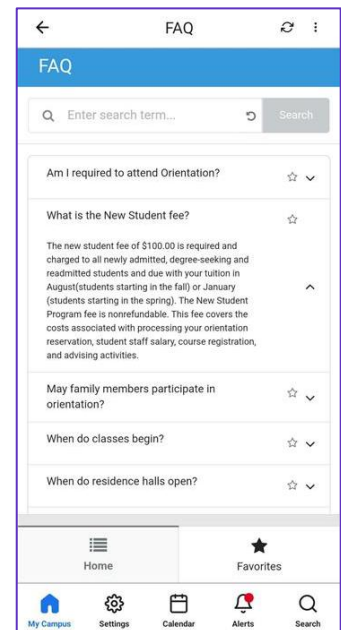 FAQ
FAQ
Enter search term...
Search
Am I required to attend Orientation?
What is the New Student fee?
The new student fee of $100.00 is required and
charged to all newly admitted, degree-seeking and
readmitted students and due with your tuition in
August(students starting in the fall) or January
(students starting in the spring). The New Student
Program fee is nonrefundable. This fee covers the
costs associated with processing your orientation
reservation, student staff salary, course registration,
and advising activities.
May family members participate in
orientation?
When do classes begin?
When do residence halls open?
Home
Favorites
My Campus
Settings
Calendar
Alerts
Search